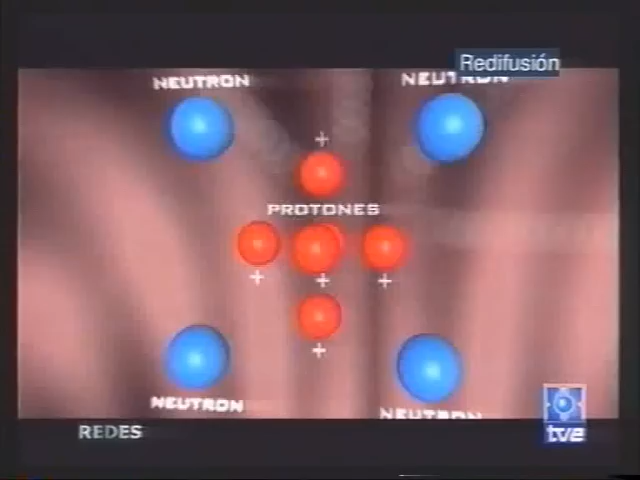 Redifusión
NEUTRON
NEUTRON
+
PROTONES
+
+
+
+
NEUTRON
NEUTRON
REDES
tve